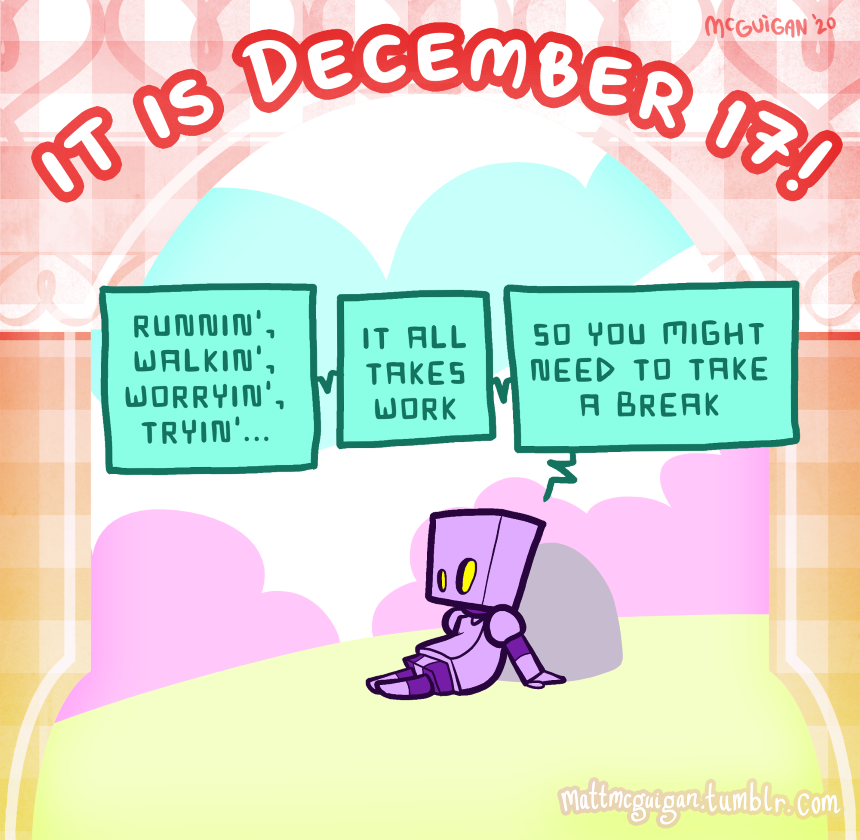 McGUiGAN '20
IT IS DECEMBER 17!
RUNNIN',
WALKIN',
WORRYIN',
TRYIN'...
IT ALL
TAKES
WORK
SO YOU MIGHT
NEED TO TAKE
A BREAK
mattmcguigan.tumblr.com